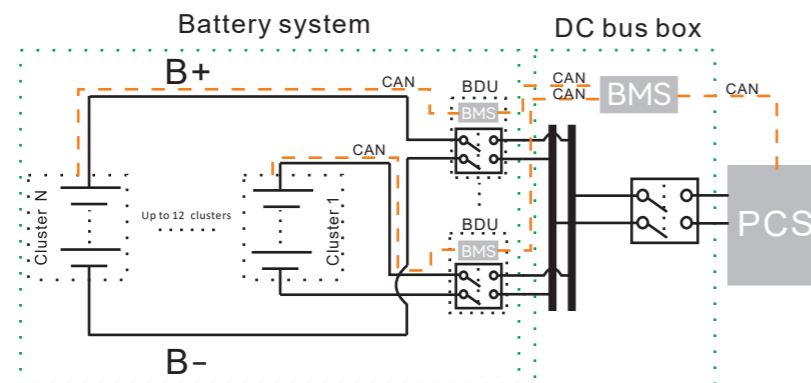 Battery system
DC bus box
B+
CAN
BDU
CAN
CAN
BMS
CAN
BMS
CAN
Cluster N
Up to 12 clusters
Cluster 1
BDU
BMS
PCS
B-